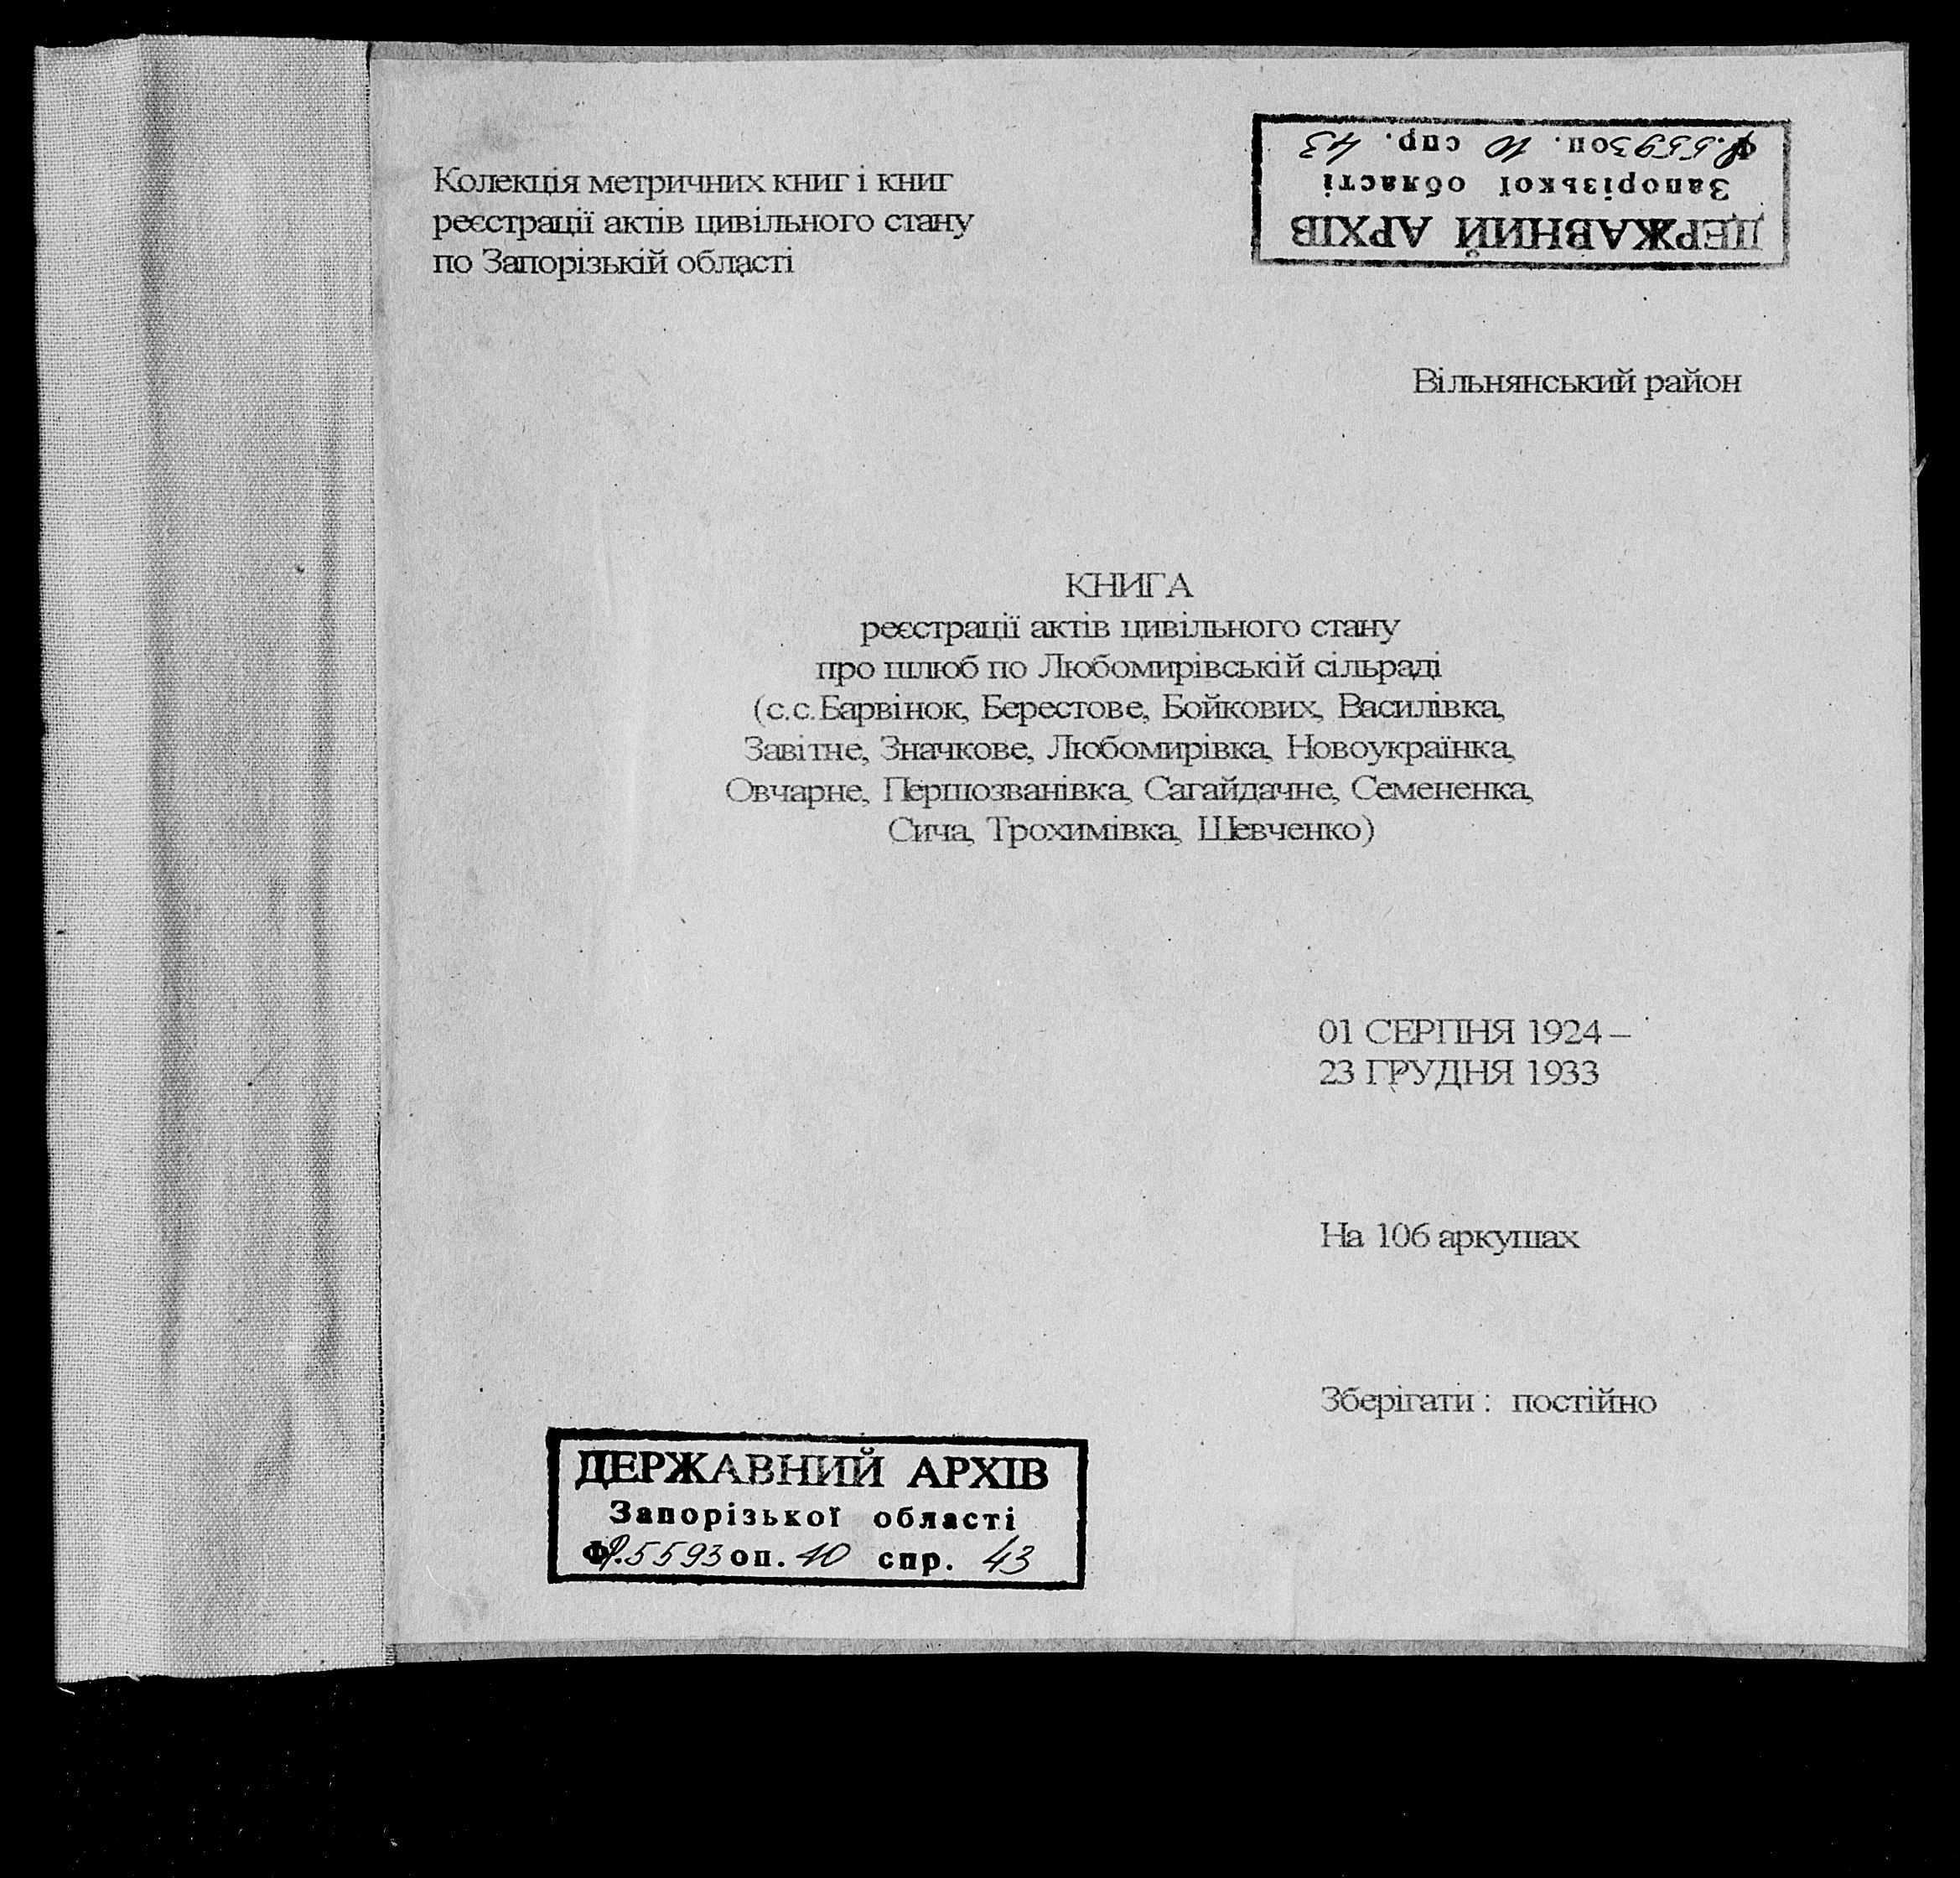 Колекція метричних книг і книг
реєстрації актів цивільного стану
по Запорізькій області
ДЕРЖАВНИЙ АРХІВ
Запорізької області
Ф.Р.5593 оп. 10 спр. 43
Вільнянський район
КНИГА
реєстрації актів цивільного стану
про шлюб по Любомирівській сільраді
(с.с.Барвінок, Берестове, Бойкових, Василівка,
Завітне, Значкове, Любомирівка, Новоукраїнка,
Овчарне, Першозванівка, Сагайдачне, Семененка,
Сича, Трохимівка, Шевченко)
01 СЕРПНЯ 1924 –
23 ГРУДНЯ 1933
На 106 аркушах
Зберігати : постійно
ДЕРЖАВНИЙ АРХІВ
Запорізької області
Ф.Р.5593 оп. 10 спр. 43